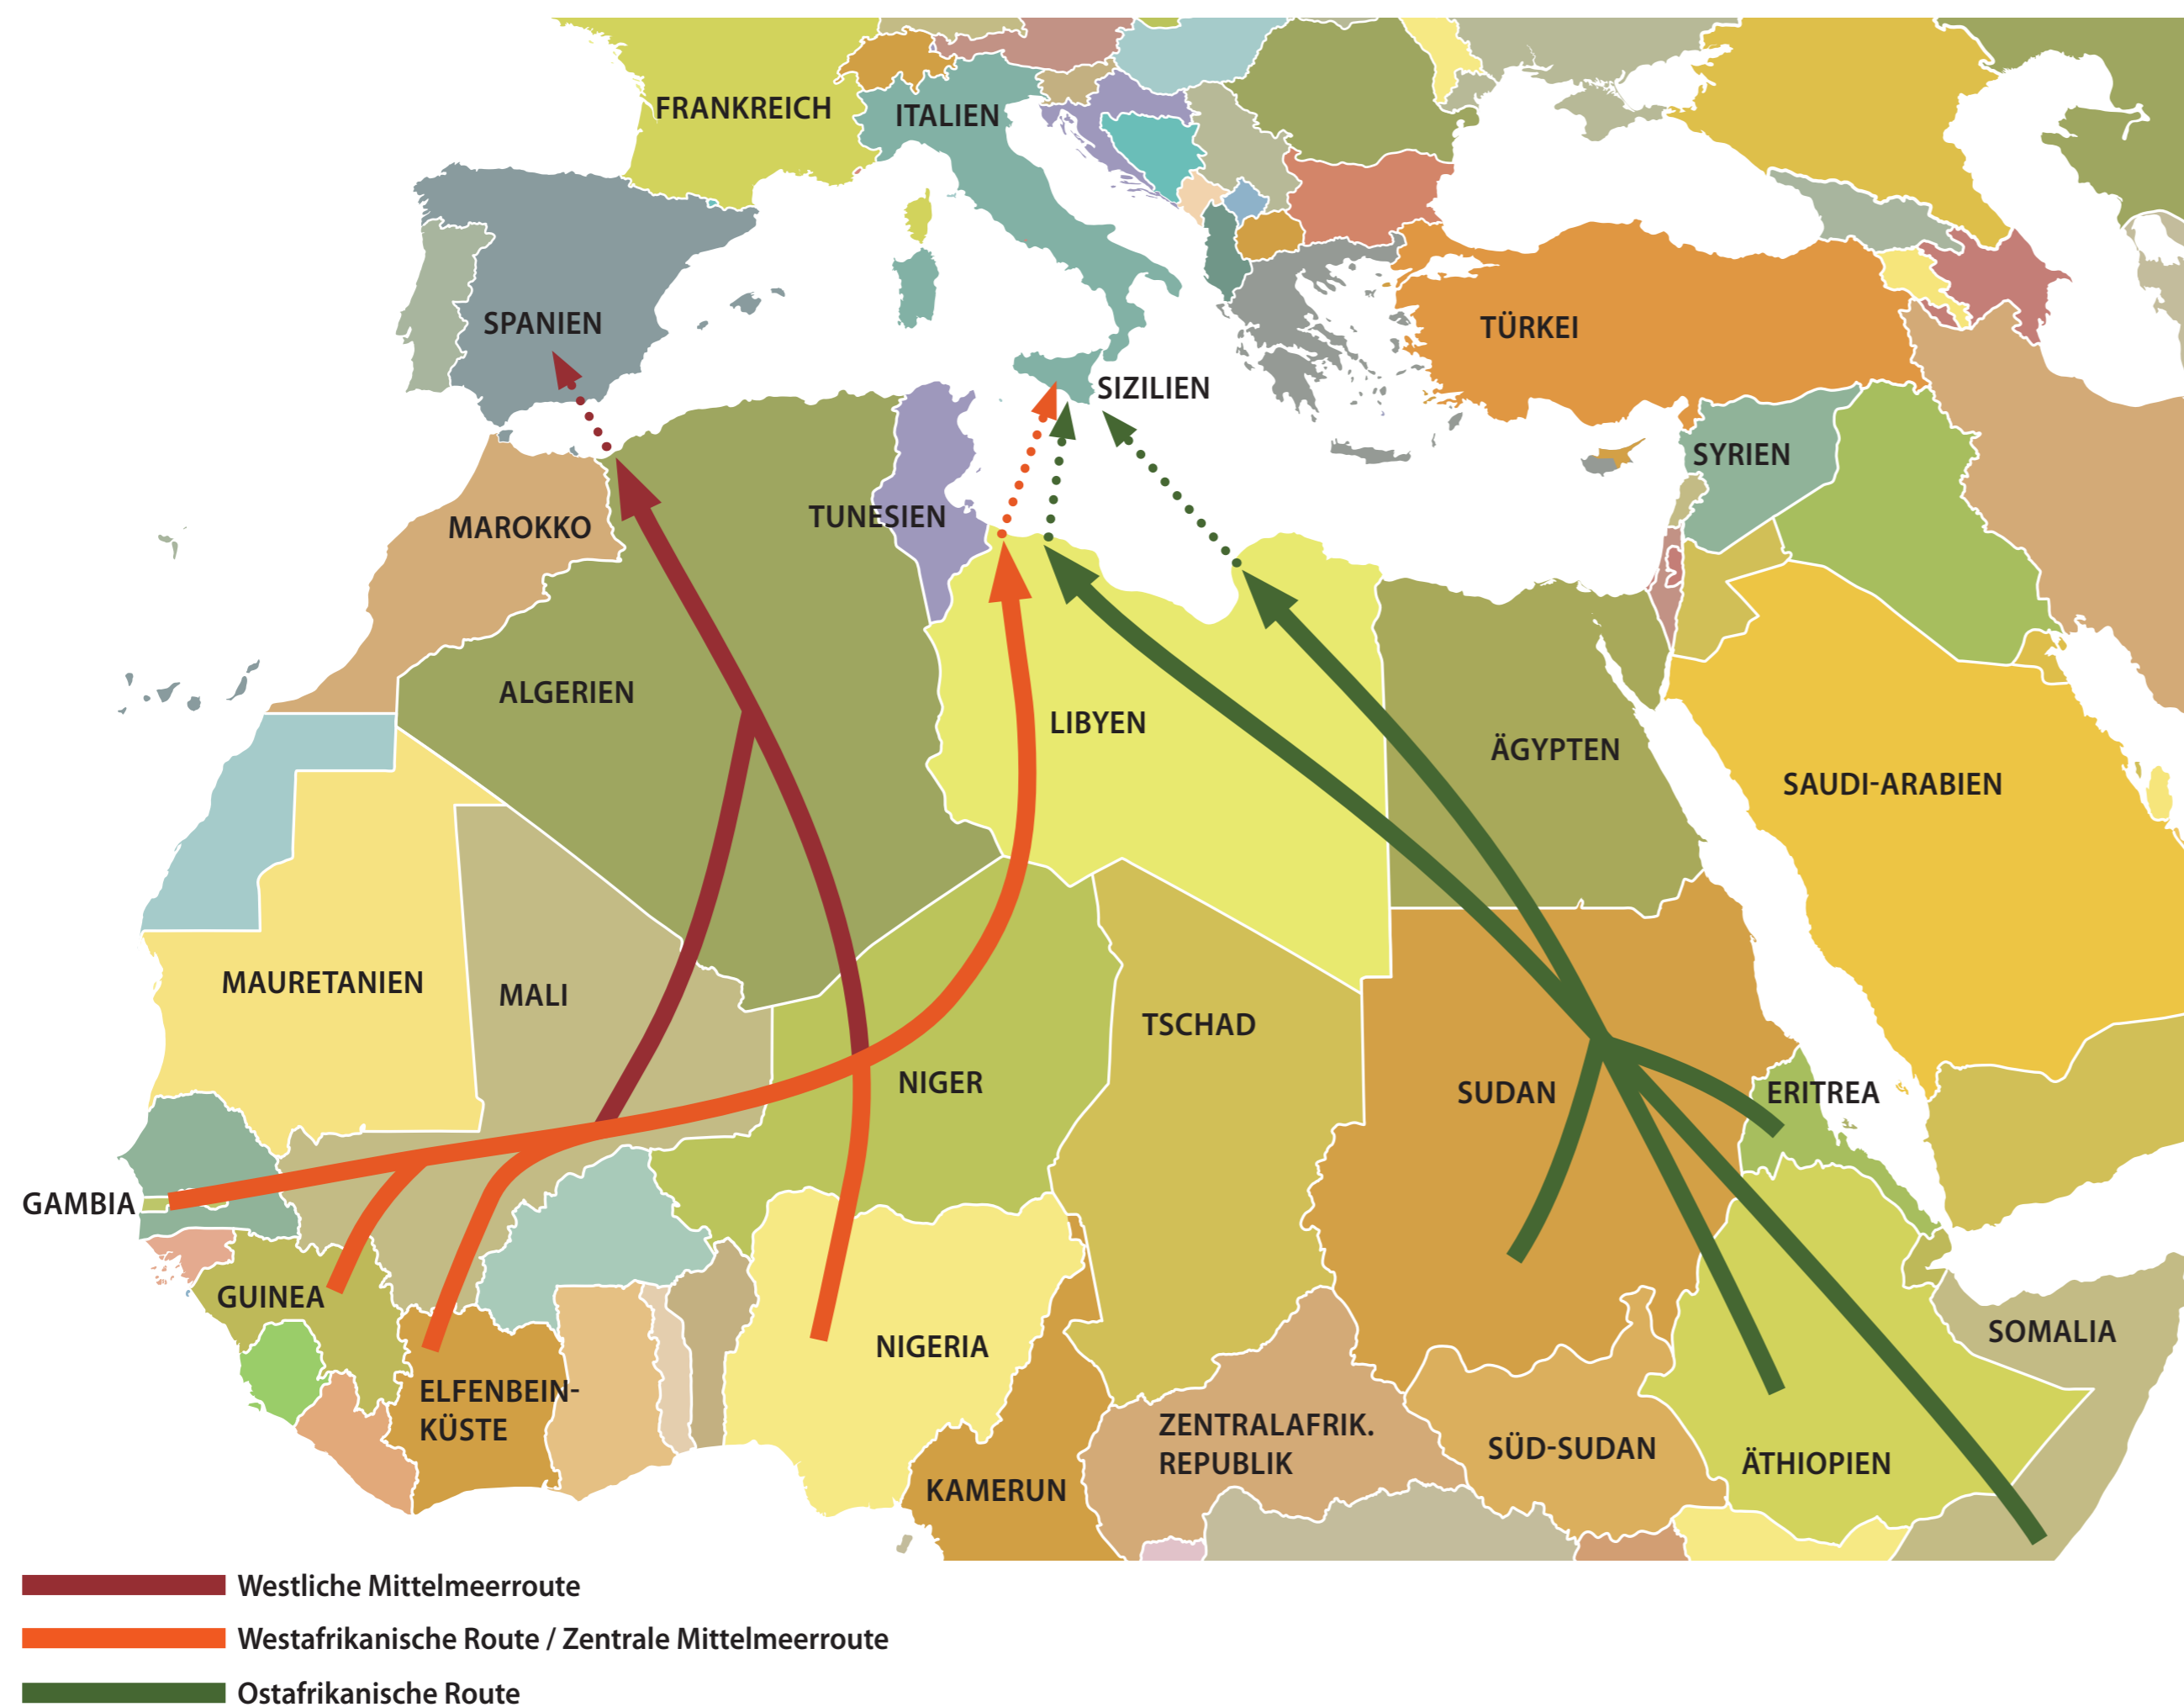 FRANKREICH
ITALIEN
SPANIEN
TÜRKEI
SIZILIEN
SYRIEN
MAROKKO
TUNESIEN
ALGERIEN
LIBYEN
ÄGYPTEN
SAUDI-ARABIEN
MAURETANIEN
MALI
TSCHAD
NIGER
SUDAN
ERITREA
GAMBIA
GUINEA
NIGERIA
SOMALIA
ELFENBEIN-
KÜSTE
ZENTRALAFRIK.
REPUBLIK
SÜD-SUDAN
ÄTHIOPIEN
KAMERUN
Westliche Mittelmeerroute
Westafrikanische Route / Zentrale Mittelmeerroute
Ostafrikanische Route